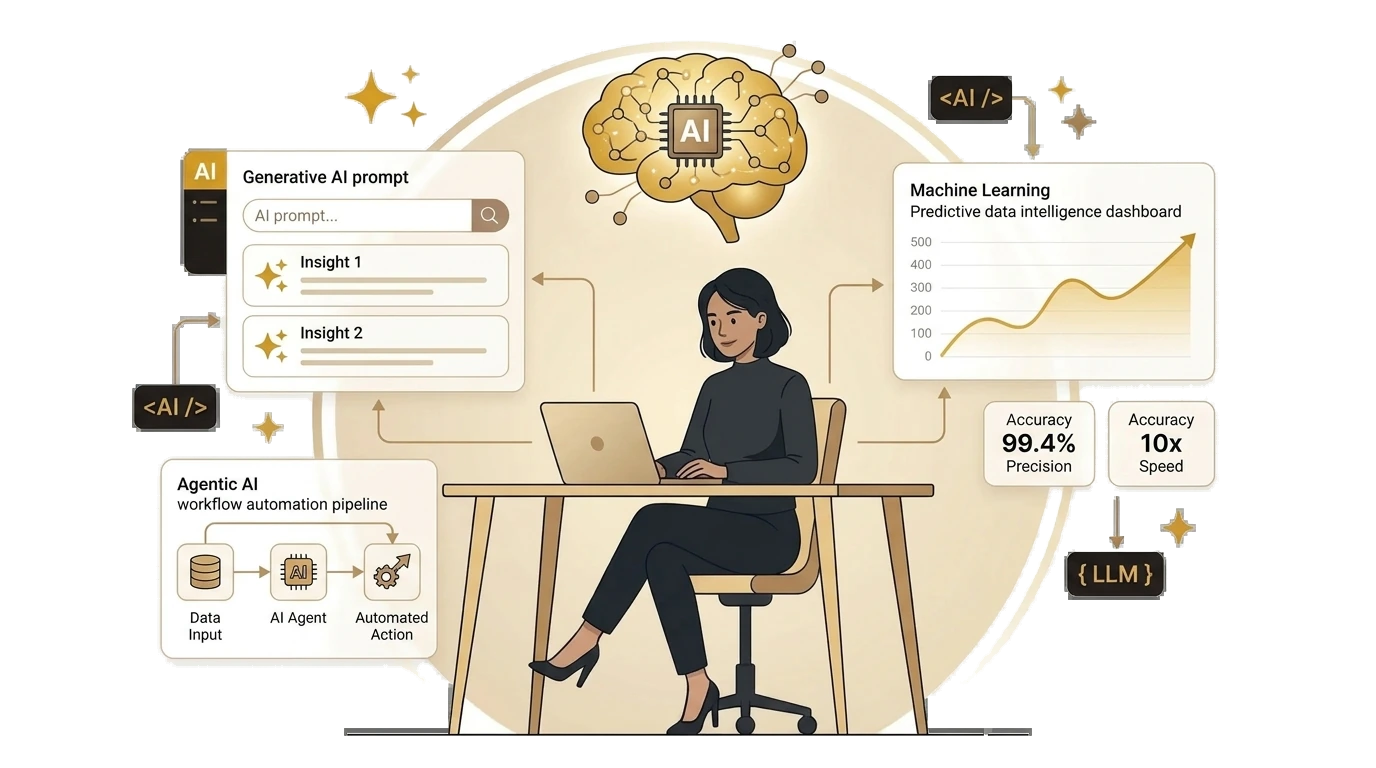 AI
<AI />
AI
Generative AI prompt
AI prompt...
Insight 1
Insight 2
<AI />
Machine Learning
Predictive data intelligence dashboard
500
400
300
200
100
0
Accuracy
99.4%
Precision
Accuracy
10x
Speed
{ LLM }
Agentic AI
workflow automation pipeline
AI
Data
Input
AI Agent
Automated
Action